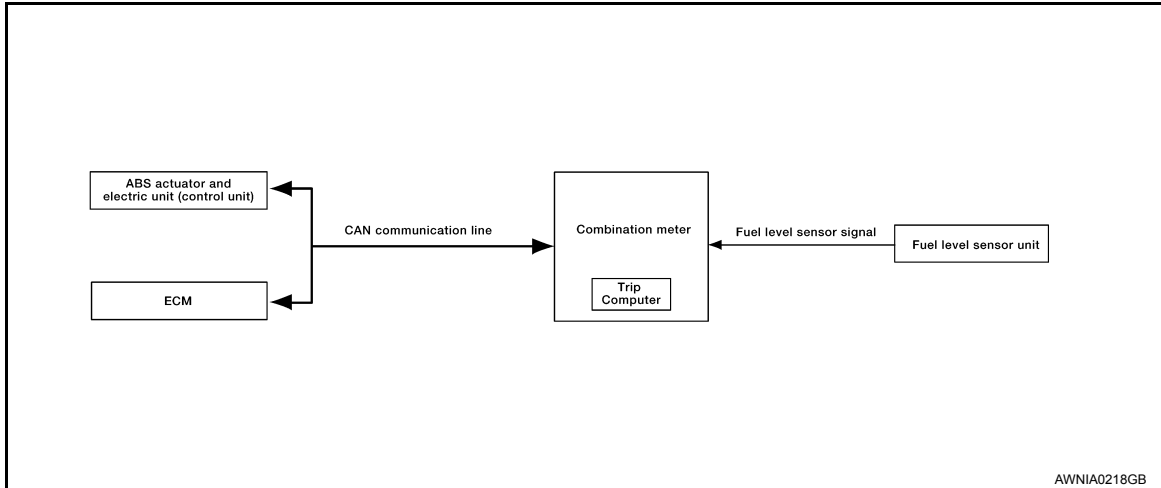 ABS actuator and
electric unit (control unit)
CAN communication line
ECM
Combination meter
Trip
Computer
Fuel level sensor signal
Fuel level sensor unit
AWNIA0218GB